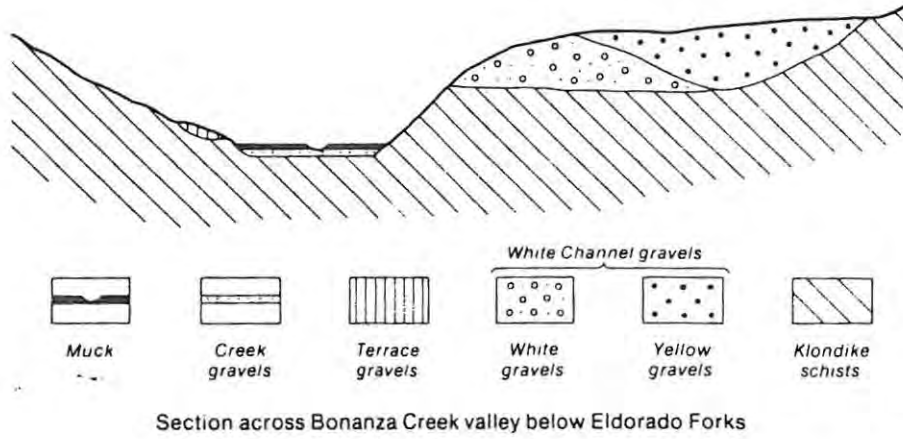 White Channel gravels
Muck
Creek
gravels
Terrace
gravels
White
gravels
Yellow
gravels
Klondike
schists
Section across Bonanza Creek valley below Eldorado Forks